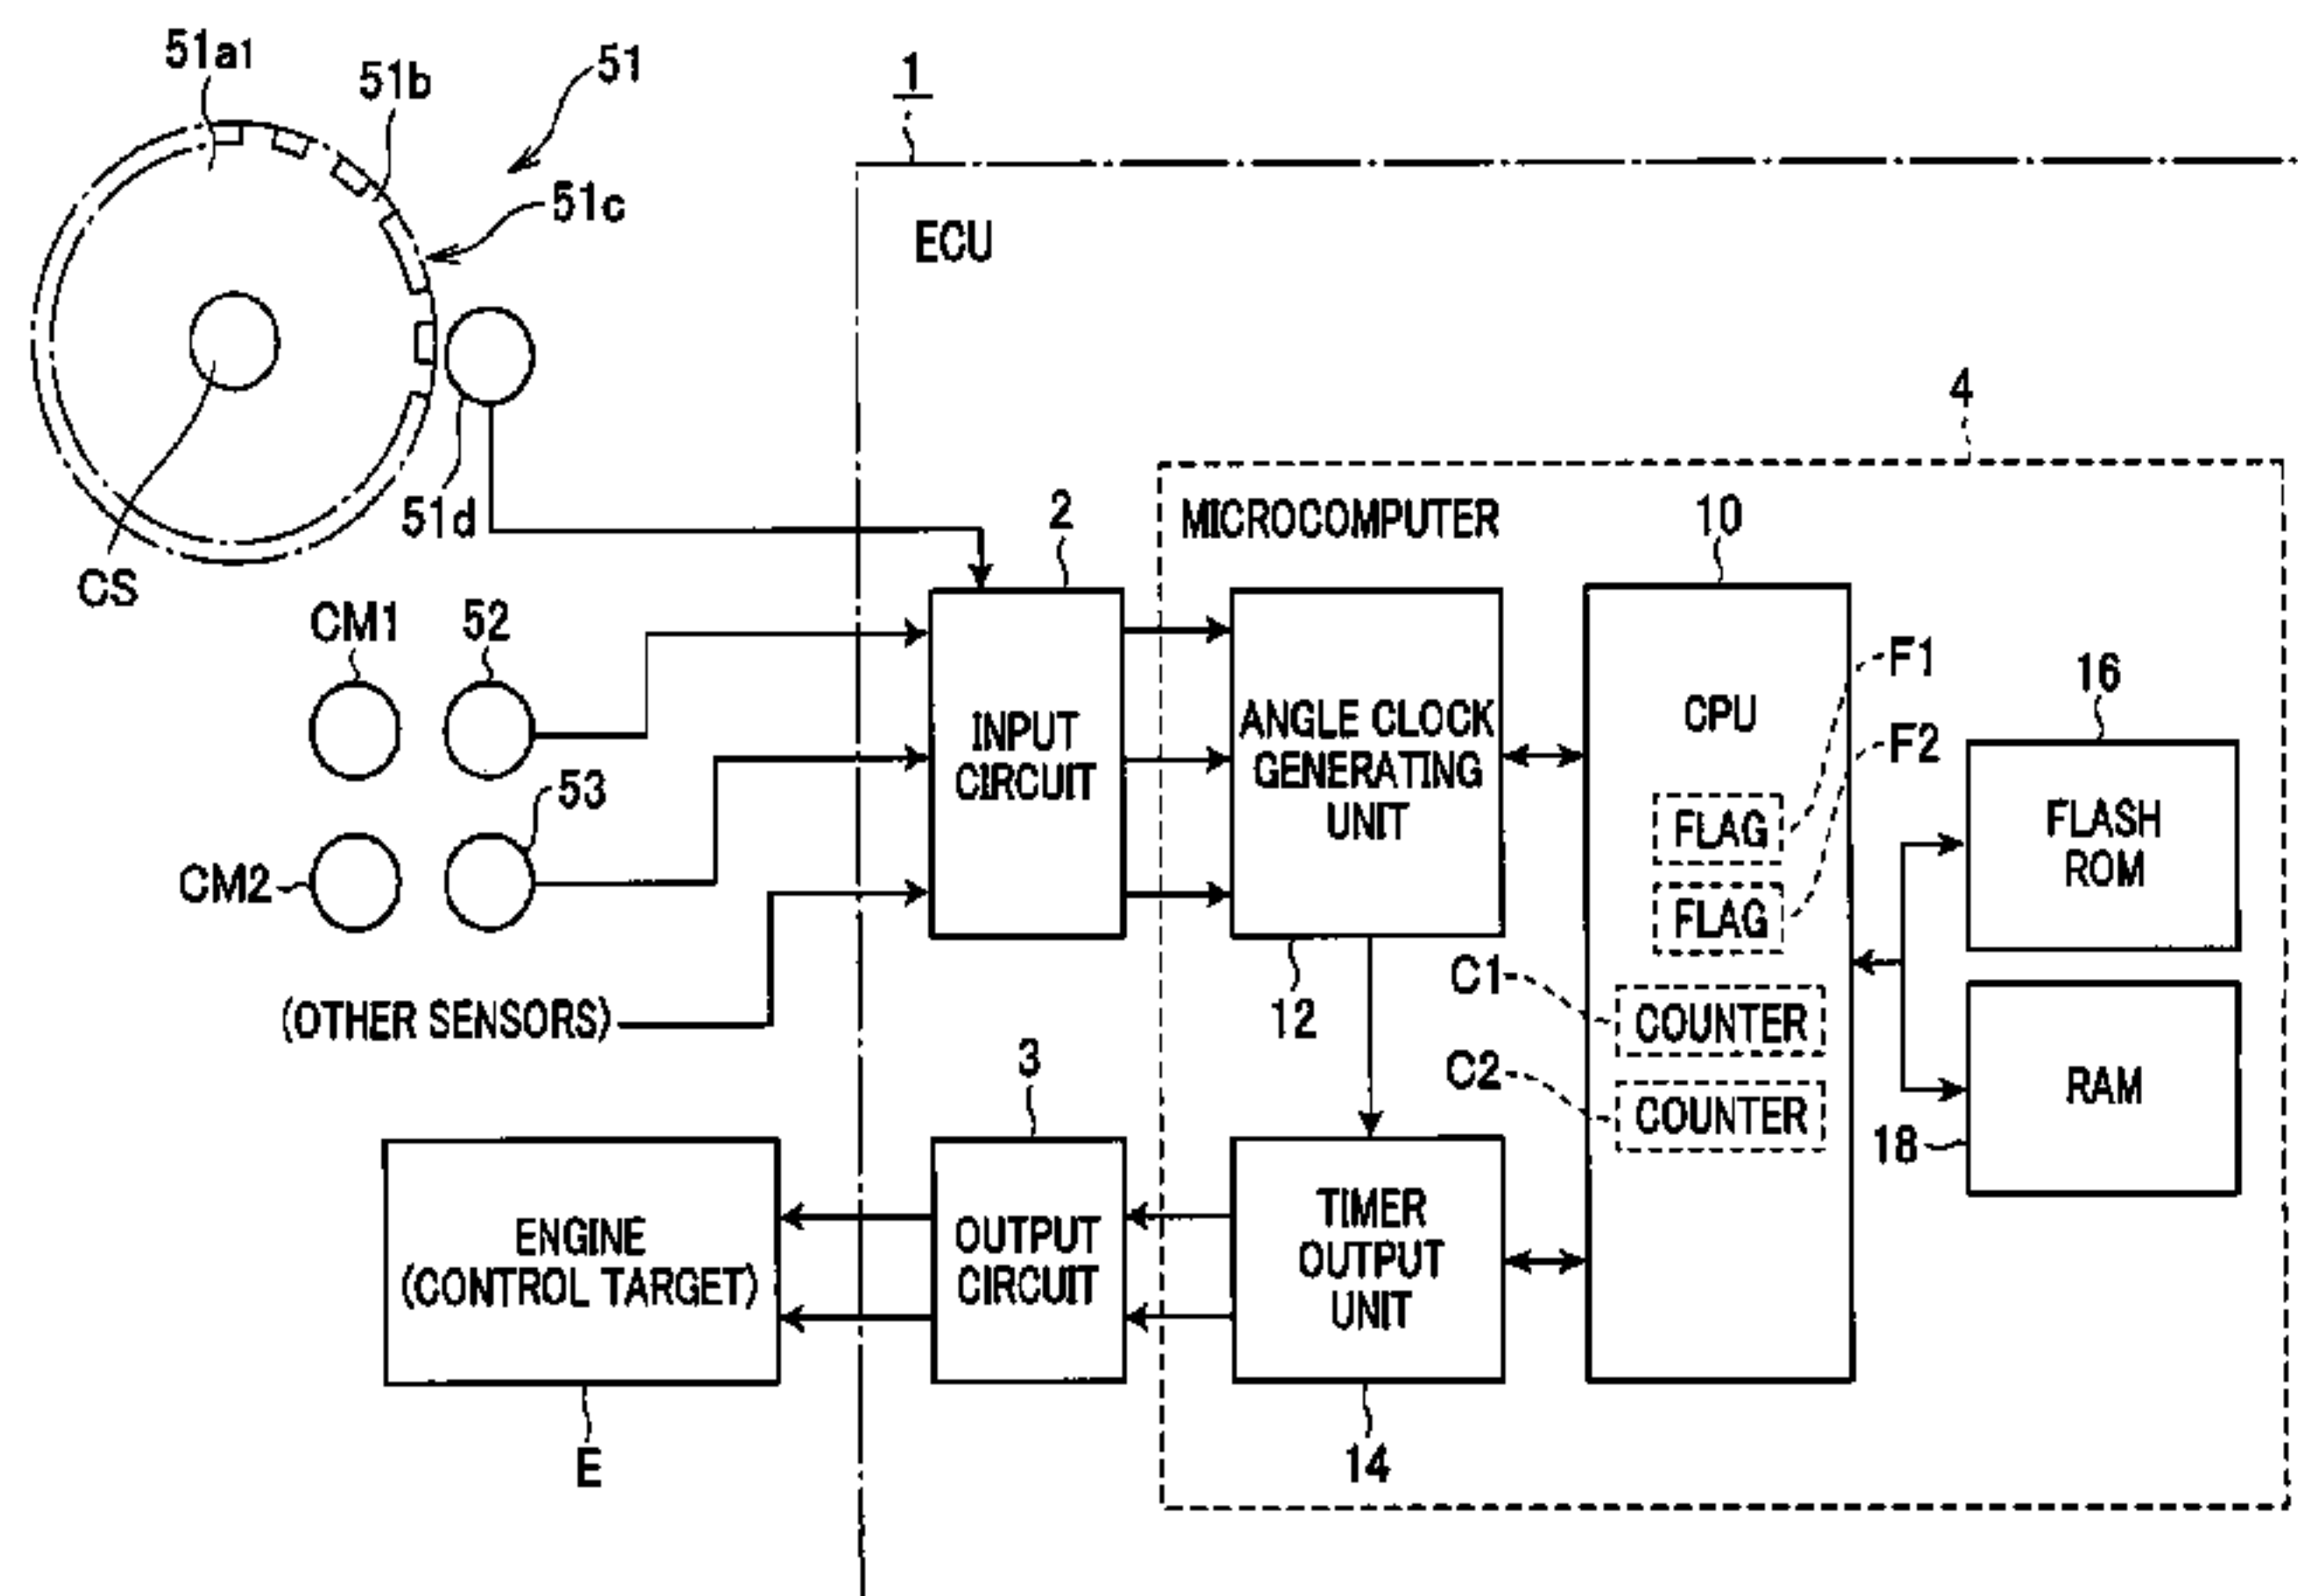 51a1
51b
51
51c
1
ECU
51d
CS
4
MICROCOMPUTER
2
10
CM1
52
INPUT
CIRCUIT
ANGLE CLOCK
GENERATING
UNIT
CPU
F1
F2
16
FLASH
ROM
53
CM2
FLAG
FLAG
(OTHER SENSORS)
12
C1
COUNTER
C2
COUNTER
RAM
18
3
ENGINE
(CONTROL TARGET)
OUTPUT
CIRCUIT
TIMER
OUTPUT
UNIT
E
14